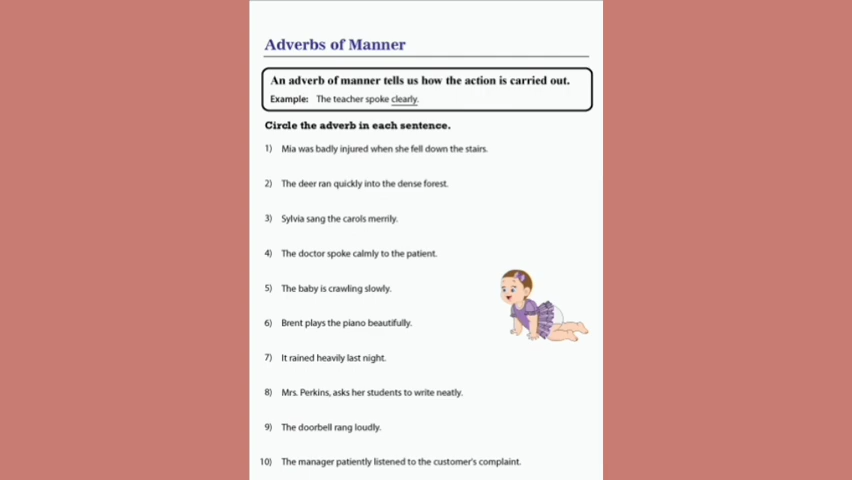 Adverbs of Manner
An adverb of manner tells us how the action is carried out.
Example: The teacher spoke clearly.
Circle the adverb in each sentence.
1) Mia was badly injured when she fell down the stairs.
2) The deer ran quickly into the dense forest.
3) Sylvia sang the carols merrily.
4) The doctor spoke calmly to the patient.
5) The baby is crawling slowly.
6) Brent plays the piano beautifully.
7) It rained heavily last night.
8) Mrs. Perkins, asks her students to write neatly.
9) The doorbell rang loudly.
10) The manager patiently listened to the customer's complaint.